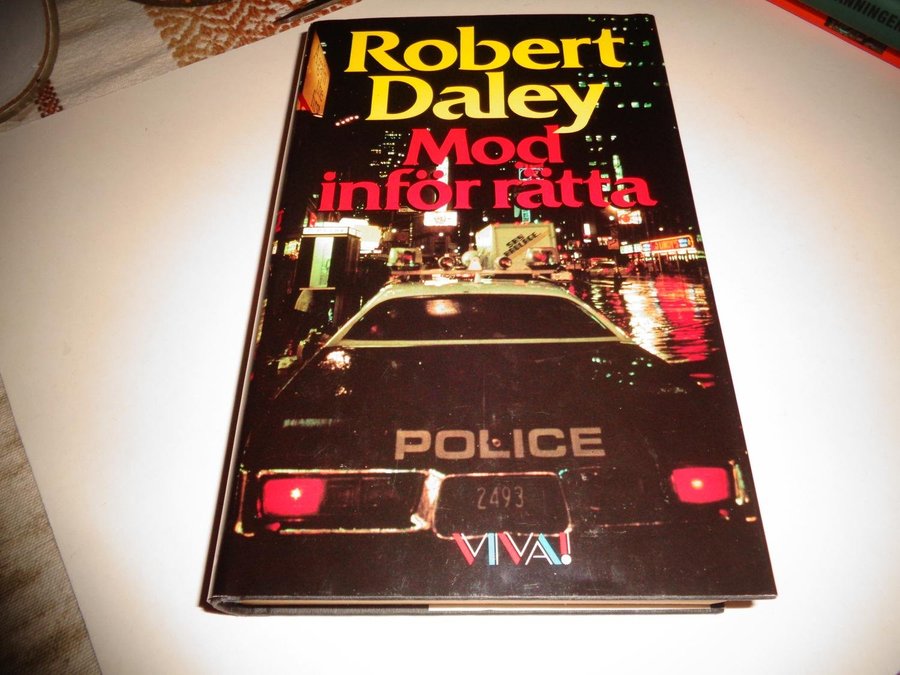 Robert
Daley
Mod
inför rätta
POLICE
2493
VIVA!